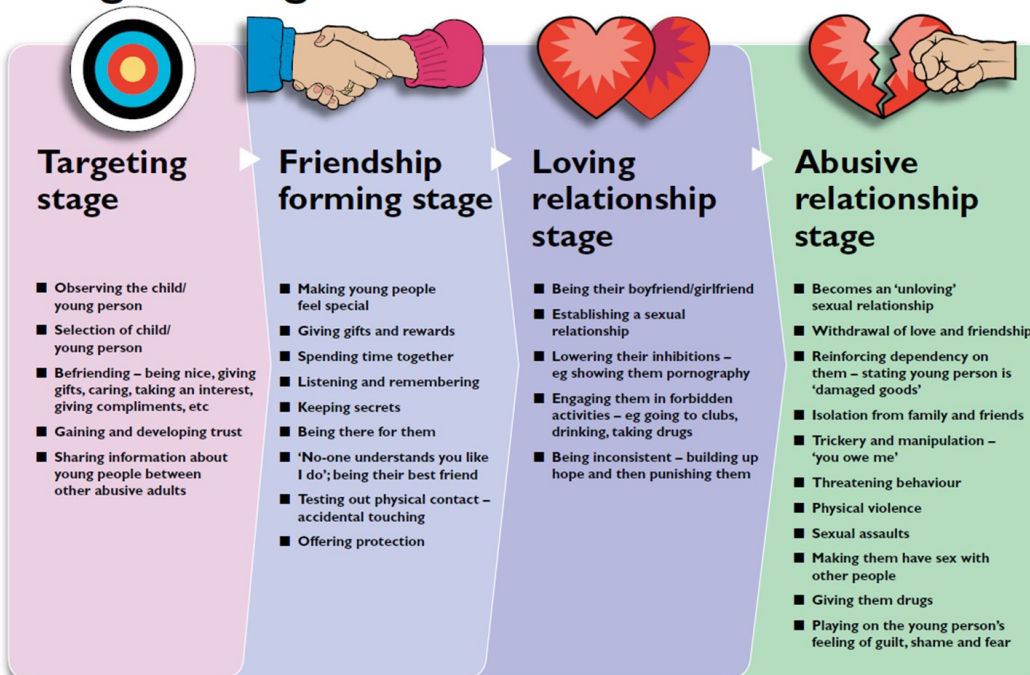 Targeting
stage
■ Observing the child/
young person
■ Selection of child/
young person
■ Befriending – being nice, giving
gifts, caring, taking an interest,
giving compliments, etc
■ Gaining and developing trust
■ Sharing information about
young people between
other abusive adults
Friendship
forming stage
■ Making young people
feel special
■ Giving gifts and rewards
■ Spending time together
■ Listening and remembering
■ Keeping secrets
■ Being there for them
■ ‘No-one understands you like
I do’; being their best friend
■ Testing out physical contact –
accidental touching
■ Offering protection
Loving
relationship
stage
■ Being their boyfriend/girlfriend
■ Establishing a sexual
relationship
■ Lowering their inhibitions –
eg showing them pornography
■ Engaging them in forbidden
activities – eg going to clubs,
drinking, taking drugs
■ Being inconsistent – building up
hope and then punishing them
Abusive
relationship
stage
■ Becomes an ‘unloving’
sexual relationship
■ Withdrawal of love and friendship
■ Reinforcing dependency on
them – stating young person is
‘damaged goods’
■ Isolation from family and friends
■ Trickery and manipulation –
‘you owe me’
■ Threatening behaviour
■ Physical violence
■ Sexual assaults
■ Making them have sex with
other people
■ Giving them drugs
■ Playing on the young person’s
feeling of guilt, shame and fear